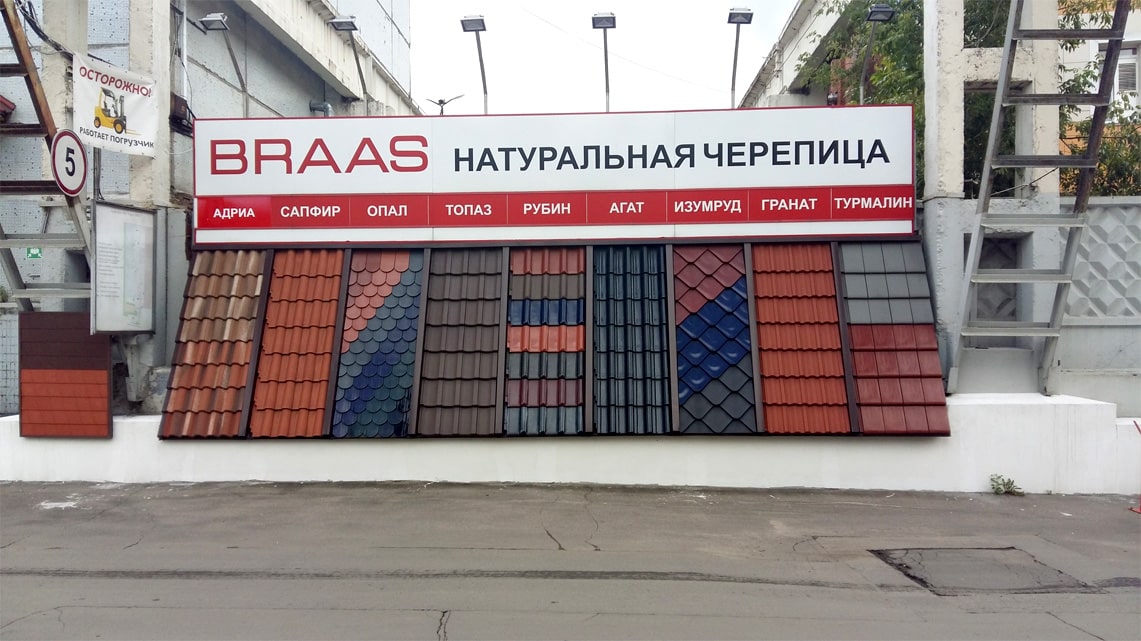 ОСТОРОЖНО!
РАБОТАЕТ ПОГРУЗЧИК
5
BRAAS НАТУРАЛЬНАЯ ЧЕРЕПИЦА
АДРИА САПФИР ОПАЛ ТОПАЗ РУБИН АГАТ ИЗУМРУД ГРАНАТ ТУРМАЛИН